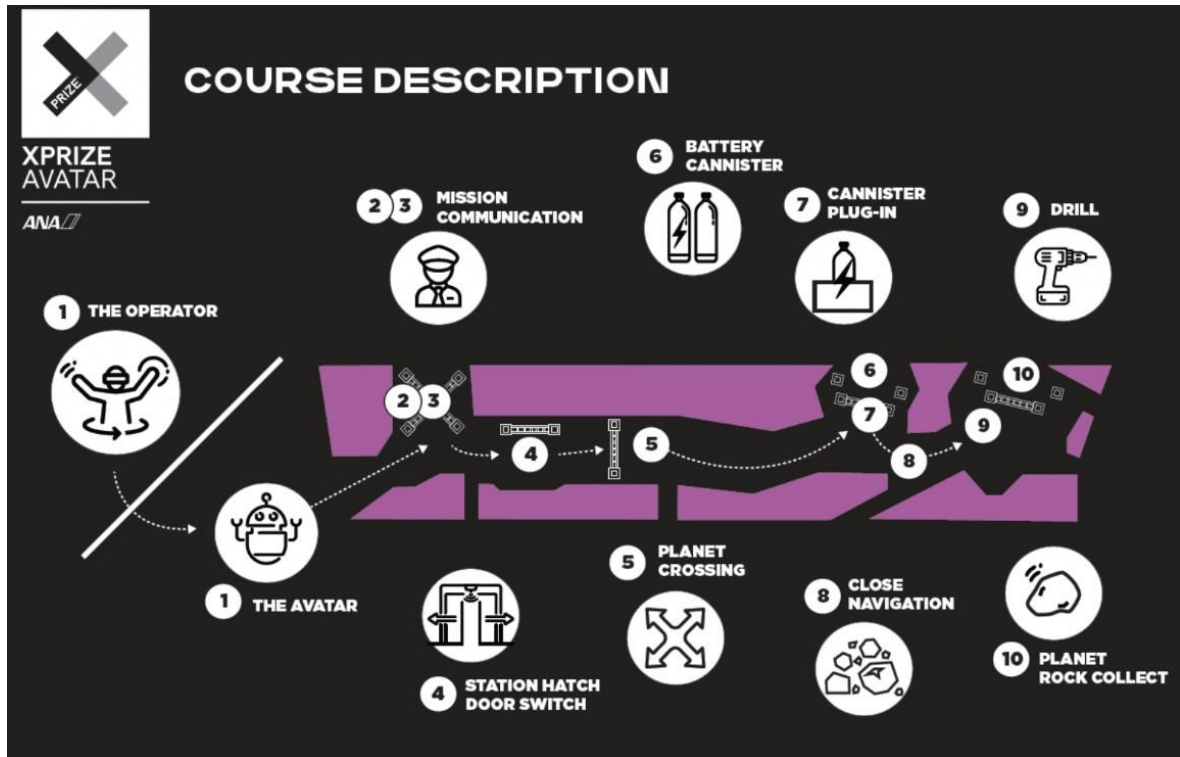 PRIZE
XPRIZE
AVATAR
ANA
COURSE DESCRIPTION
6 BATTERY
CANNISTER
2 3 MISSION
COMMUNICATION
7 CANNISTER
PLUG-IN
9 DRILL
1 THE OPERATOR
2 3
4
5
6
7
8
9
10
1 THE AVATAR
4 STATION HATCH
DOOR SWITCH
5 PLANET
CROSSING
8 CLOSE
NAVIGATION
10 PLANET
ROCK COLLECT